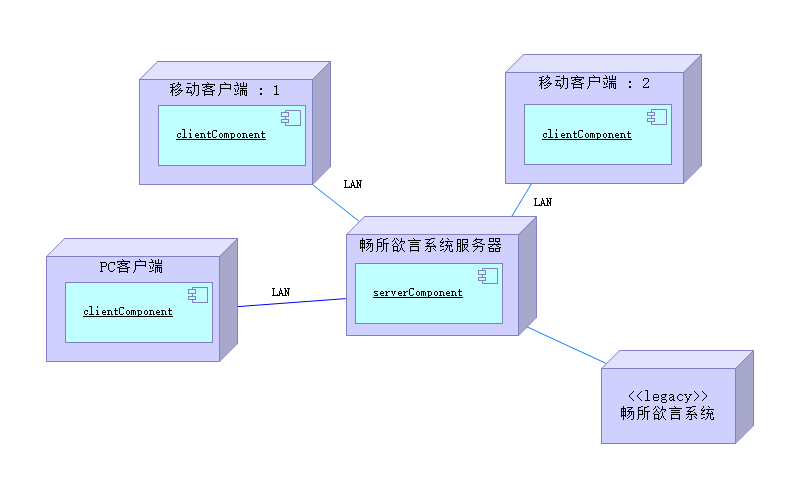 移动客户端 : 1
clientComponent
移动客户端 : 2
clientComponent
LAN
LAN
畅所欲言系统服务器
serverComponent
PC客户端
clientComponent
LAN
<<legacy>>
畅所欲言系统